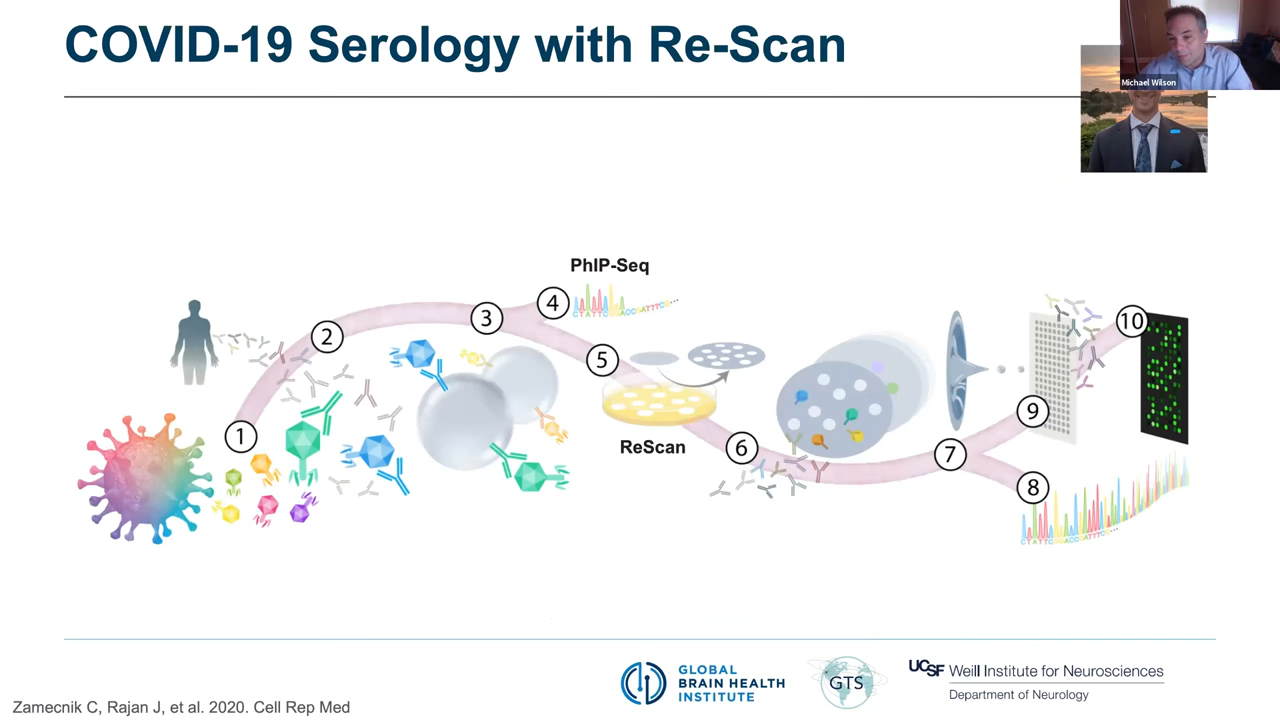 COVID-19 Serology with Re-Scan
Michael Wilson
PhIP-Seq
1
2
3
4
5
6
7
8
9
10
ReScan
GLOBAL
BRAIN HEALTH
INSTITUTE
GTS
UCSF Weill Institute for Neurosciences
Department of Neurology
Zamecnik C, Rajan J, et al. 2020. Cell Rep Med